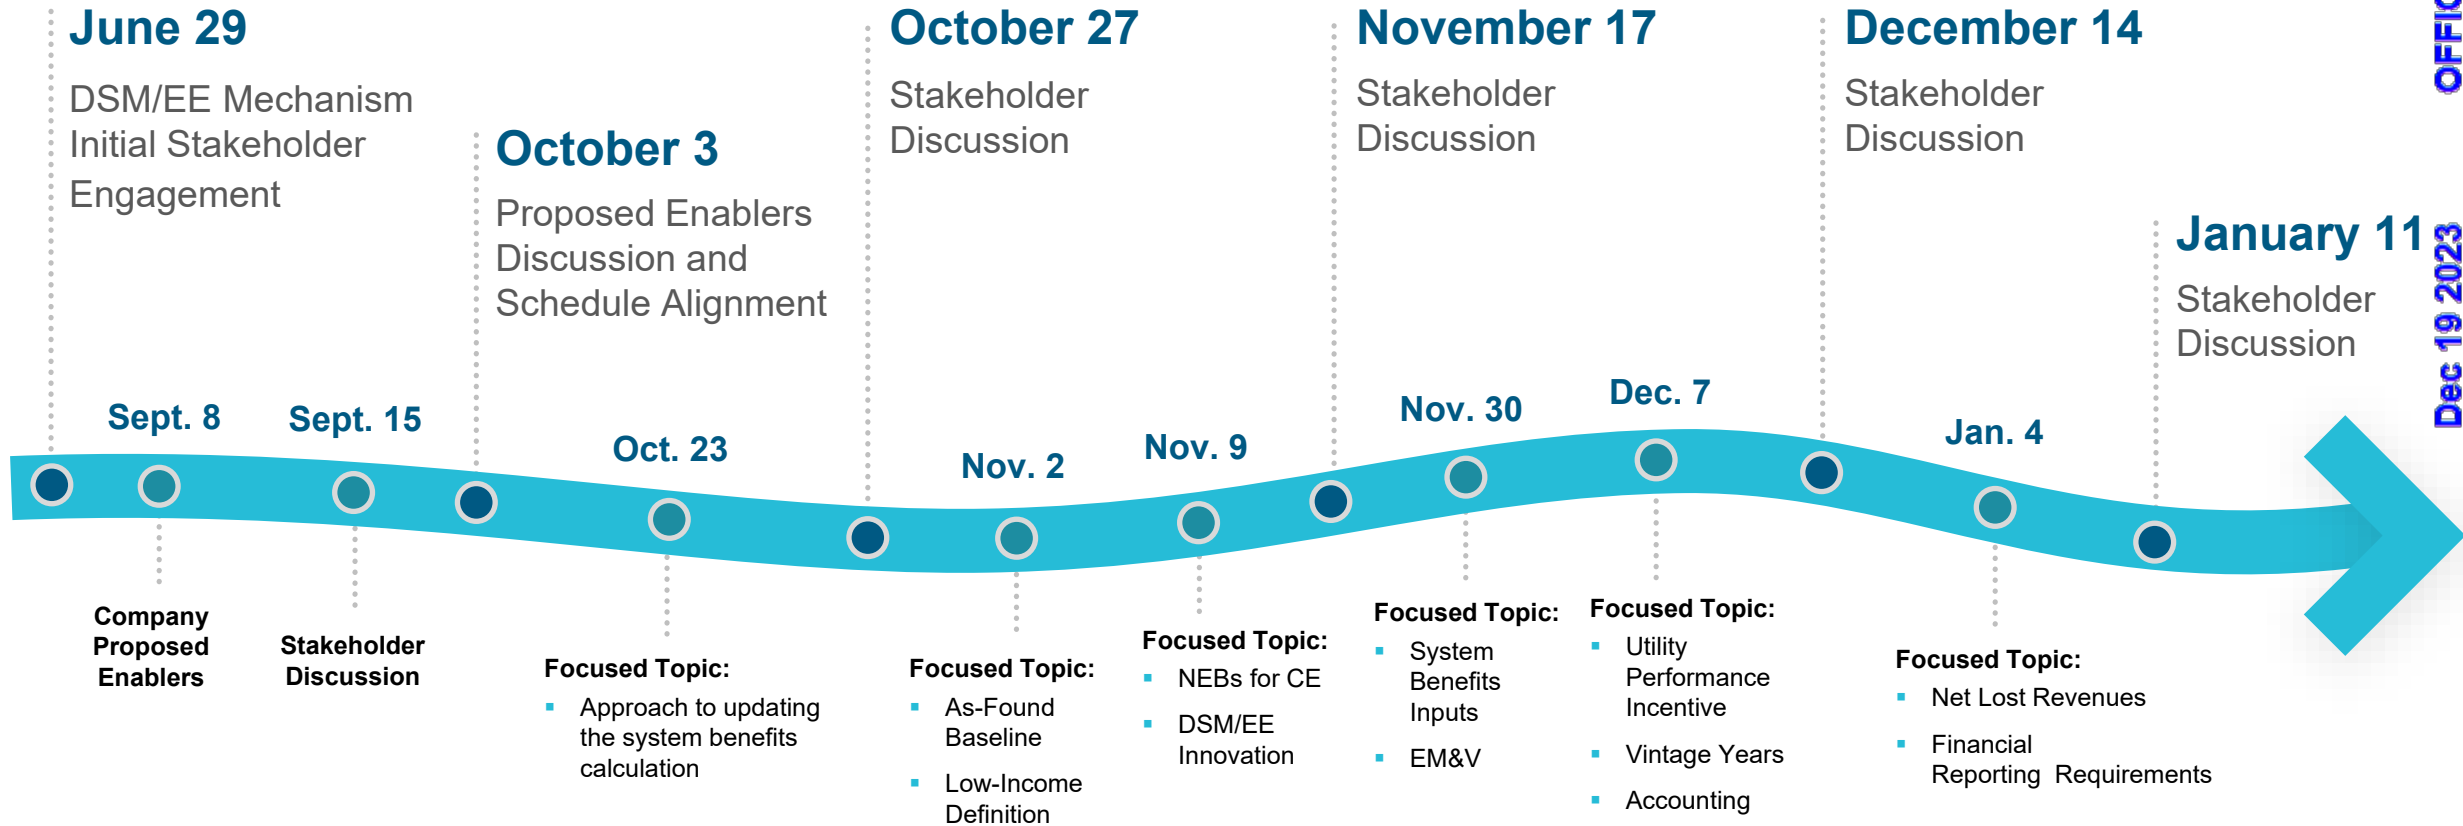 June 29
DSM/EE Mechanism
Initial Stakeholder
Engagement
October 3
Proposed Enablers
Discussion and
Schedule Alignment
October 27
Stakeholder
Discussion
November 17
Stakeholder
Discussion
December 14
Stakeholder
Discussion
January 11
Stakeholder
Discussion
Dec 19 2023
Sept. 8
Company
Proposed
Enablers
Sept. 15
Stakeholder
Discussion
Oct. 23
Focused Topic:
▪ Approach to updating
the system benefits
calculation
Nov. 2
Focused Topic:
▪ As-Found
Baseline
▪ Low-Income
Definition
Nov. 9
Focused Topic:
▪ NEBs for CE
▪ DSM/EE
Innovation
Nov. 30
Focused Topic:
▪ System
Benefits
Inputs
▪ EM&V
Dec. 7
Focused Topic:
▪ Utility
Performance
Incentive
▪ Vintage Years
▪ Accounting
Jan. 4
Focused Topic:
▪ Net Lost Revenues
▪ Financial
Reporting Requirements